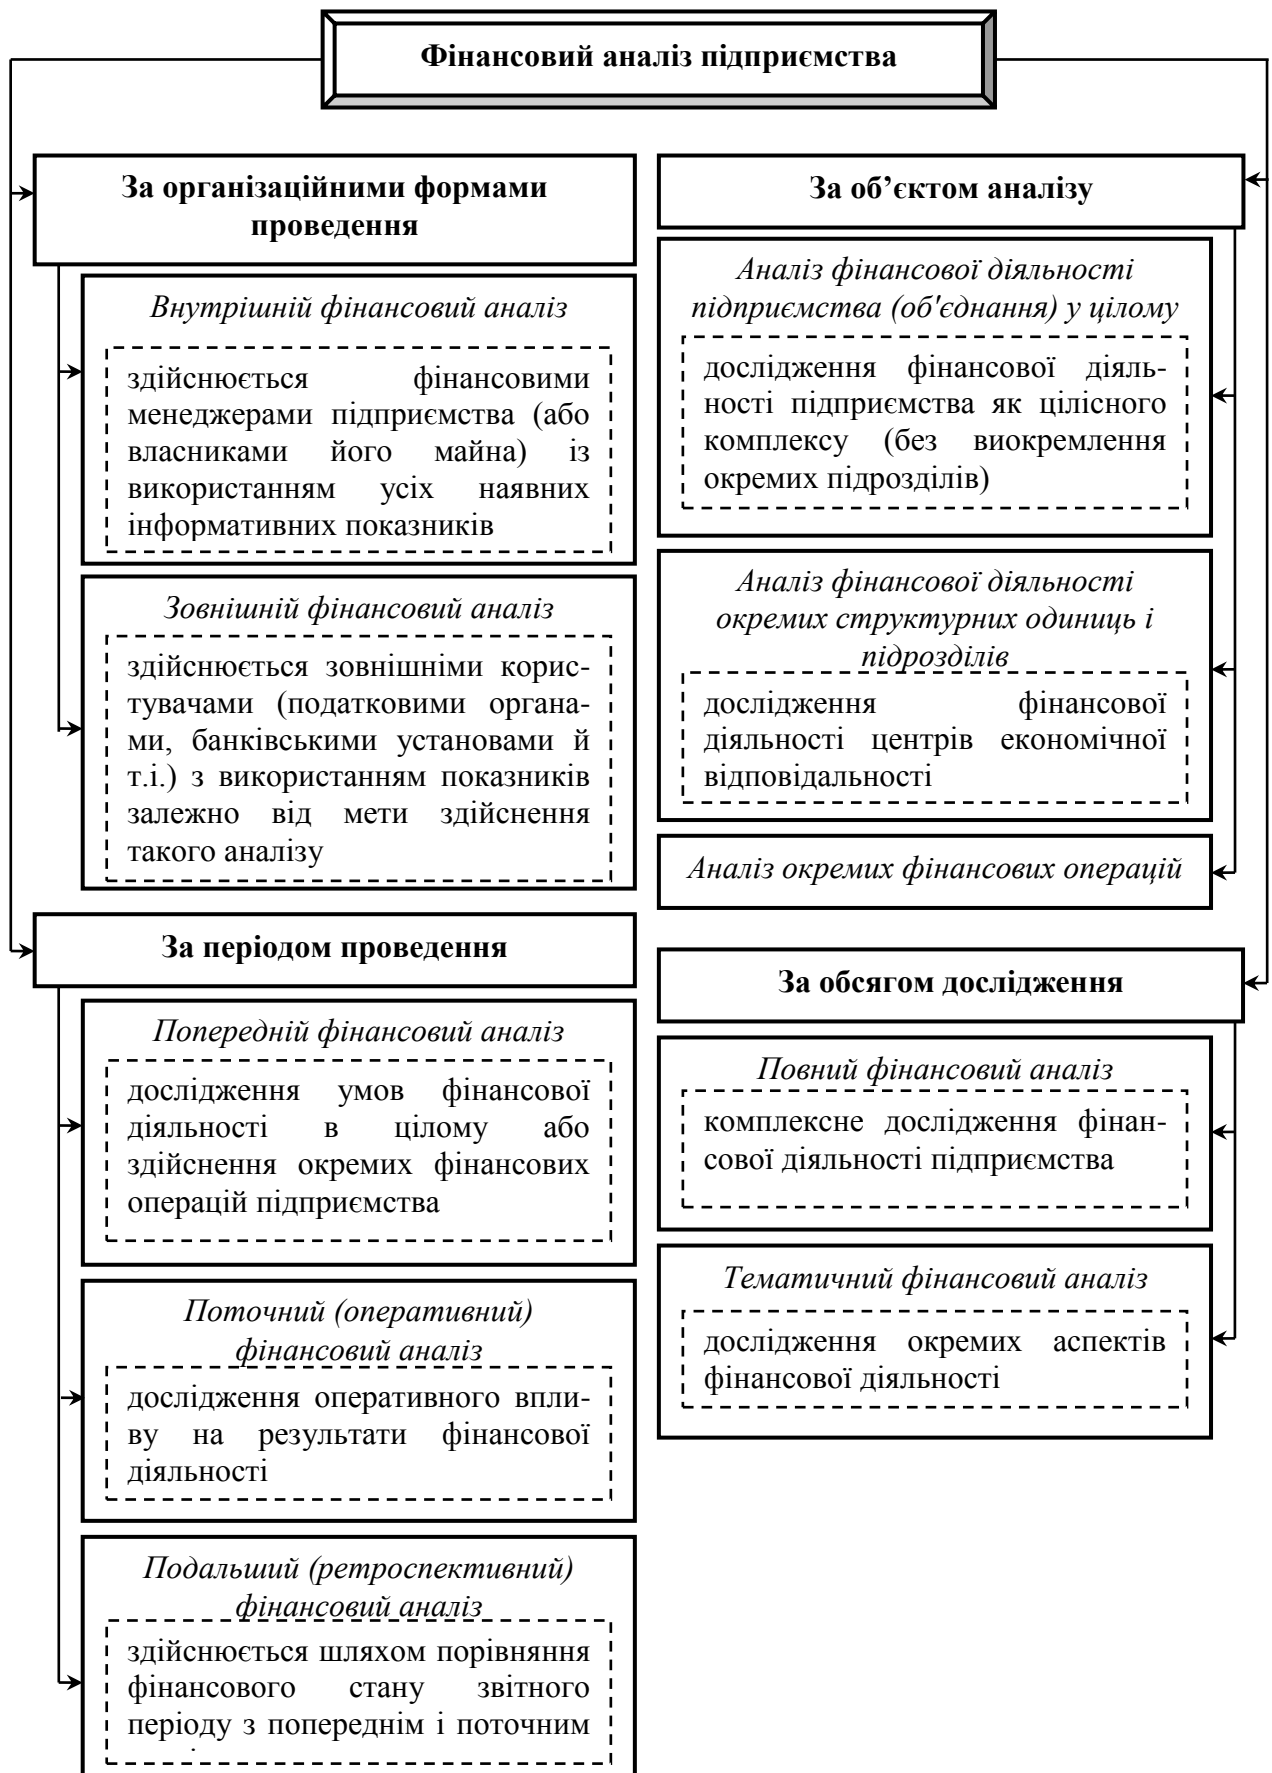 Фінансовий аналіз підприємства
За організаційними формами
проведення
Внутрішній фінансовий аналіз
здійснюється фінансовими
менеджерами підприємства (або
власниками його майна) із
використанням усіх наявних
інформативних показників
Зовнішній фінансовий аналіз
здійснюється зовнішніми корис-
тувачами (податковими органа-
ми, банківськими установами й
т.і.) з використанням показників
залежно від мети здійснення
такого аналізу
За періодом проведення
Попередній фінансовий аналіз
дослідження умов фінансової
діяльності в цілому або
здійснення окремих фінансових
операцій підприємства
Поточний (оперативний)
фінансовий аналіз
дослідження оперативного впли-
ву на результати фінансової
діяльності
Подальший (ретроспективний)
фінансовий аналіз
здійснюється шляхом порівняння
фінансового стану звітного
періоду з попереднім і поточним
За об’єктом аналізу
Аналіз фінансової діяльності
підприємства (об'єднання) у цілому
дослідження фінансової діяль-
ності підприємства як цілісного
комплексу (без виокремлення
окремих підрозділів)
Аналіз фінансової діяльності
окремих структурних одиниць і
підрозділів
дослідження фінансової
діяльності центрів економічної
відповідальності
Аналіз окремих фінансових операцій
За обсягом дослідження
Повний фінансовий аналіз
комплексне дослідження фінан-
сової діяльності підприємства
Тематичний фінансовий аналіз
дослідження окремих аспектів
фінансової діяльності